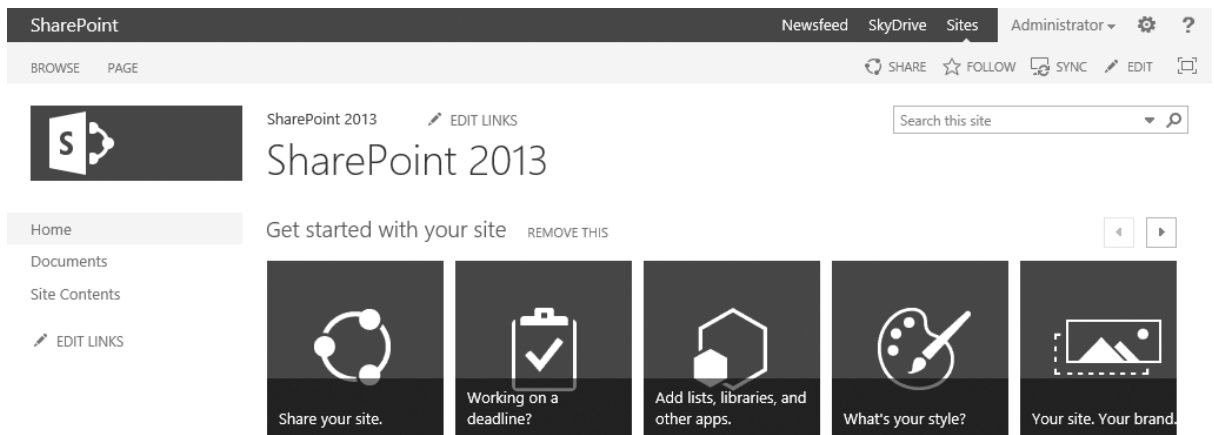 SharePoint Newsfeed SkyDrive Sites Administrator ?
BROWSE PAGE SHARE FOLLOW SYNC EDIT
S
SharePoint 2013 EDIT LINKS
Search this site
SharePoint 2013
Home
Documents
Site Contents
EDIT LINKS
Get started with your site REMOVE THIS
Share your site.
Working on a
deadline?
Add lists, libraries, and
other apps.
What's your style?
Your site. Your brand.